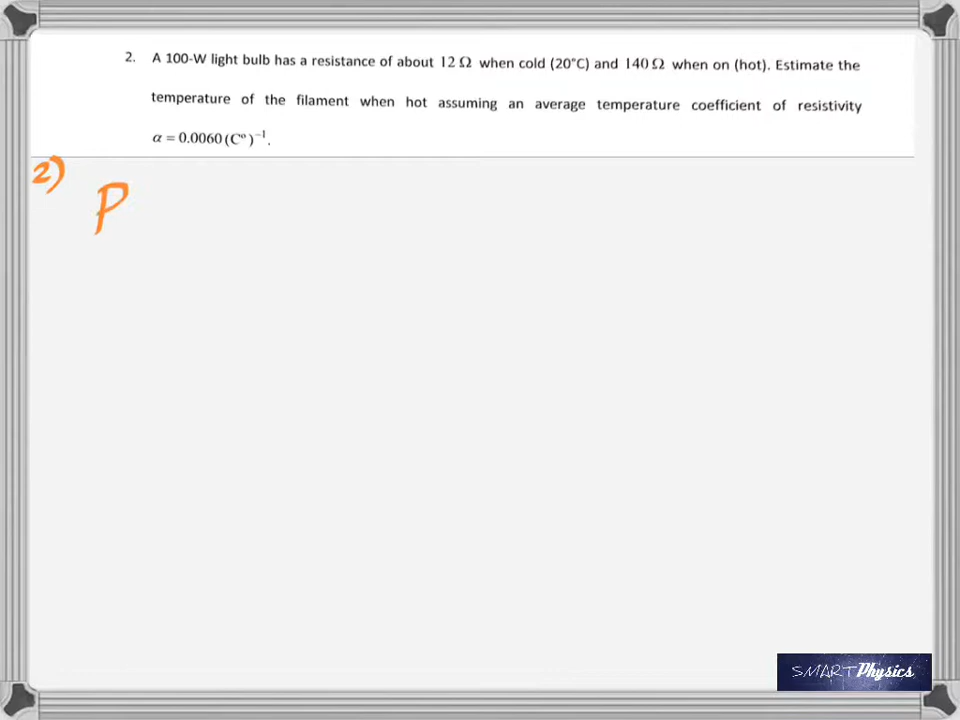 2. A 100-W light bulb has a resistance of about 12 Ω when cold (20°C) and 140 Ω when on (hot). Estimate the
temperature of the filament when hot assuming an average temperature coefficient of resistivity
α = 0.0060 (C°)⁻¹.
2)
P
SMARTPhysics